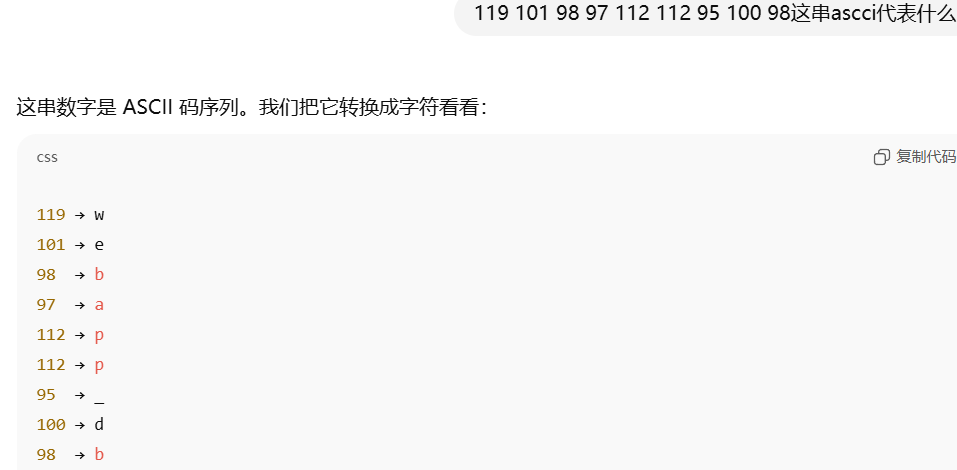 119 101 98 97 112 112 95 100 98这串ascci代表什么
这串数字是 ASCII 码序列。我们把它转换成字符看看：
css 复制代码
119 → w
101 → e
98 → b
97 → a
112 → p
112 → p
95 → _
100 → d
98 → b